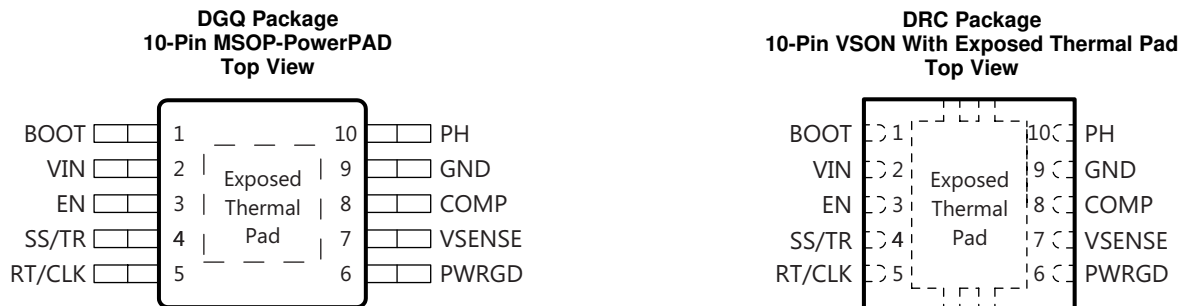 DGQ Package
10-Pin MSOP-PowerPAD
Top View
BOOT 1 10 PH
VIN 2 9 GND
EN 3 8 COMP
SS/TR 4 7 VSENSE
RT/CLK 5 6 PWRGD
Exposed
Thermal
Pad
DRC Package
10-Pin VSON With Exposed Thermal Pad
Top View
BOOT 1 10 PH
VIN 2 9 GND
EN 3 8 COMP
SS/TR 4 7 VSENSE
RT/CLK 5 6 PWRGD
Exposed
Thermal
Pad